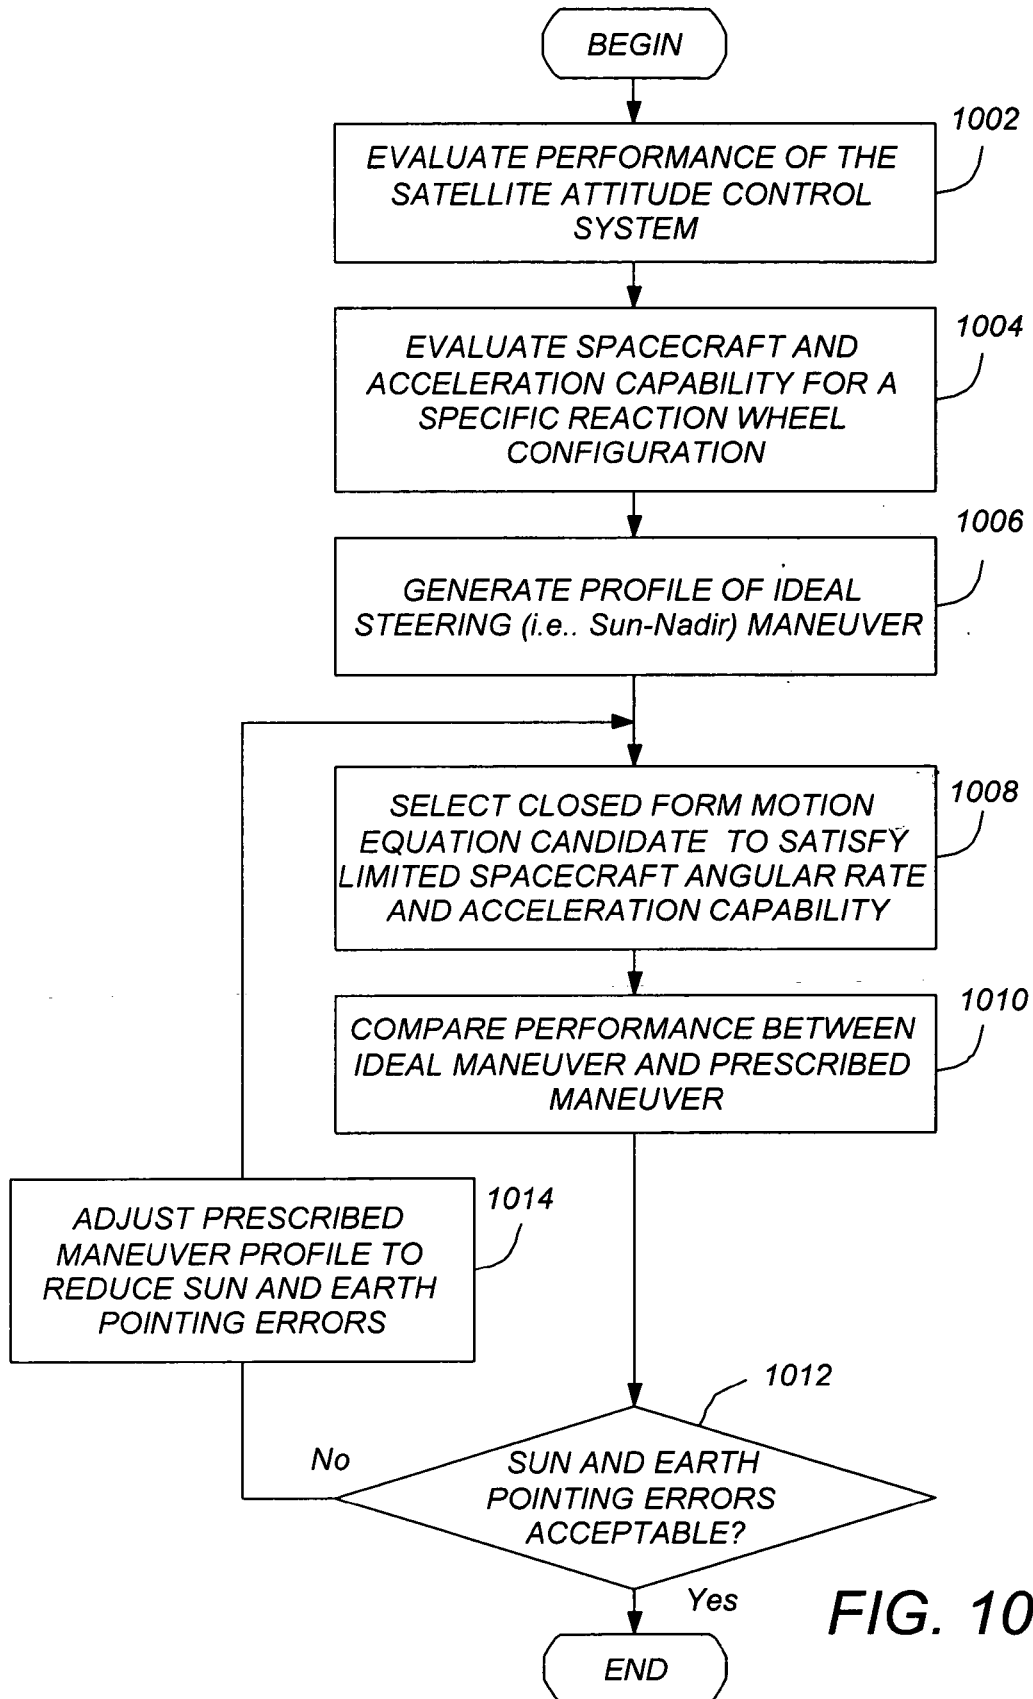 BEGIN
1002
EVALUATE PERFORMANCE OF THE
SATELLITE ATTITUDE CONTROL
SYSTEM
1004
EVALUATE SPACECRAFT AND
ACCELERATION CAPABILITY FOR A
SPECIFIC REACTION WHEEL
CONFIGURATION
1006
GENERATE PROFILE OF IDEAL
STEERING (i.e.. Sun-Nadir) MANEUVER
1008
SELECT CLOSED FORM MOTION
EQUATION CANDIDATE TO SATISFY
LIMITED SPACECRAFT ANGULAR RATE
AND ACCELERATION CAPABILITY
1010
COMPARE PERFORMANCE BETWEEN
IDEAL MANEUVER AND PRESCRIBED
MANEUVER
1014
ADJUST PRESCRIBED
MANEUVER PROFILE TO
REDUCE SUN AND EARTH
POINTING ERRORS
1012
No
SUN AND EARTH
POINTING ERRORS
ACCEPTABLE?
Yes
FIG. 10
END